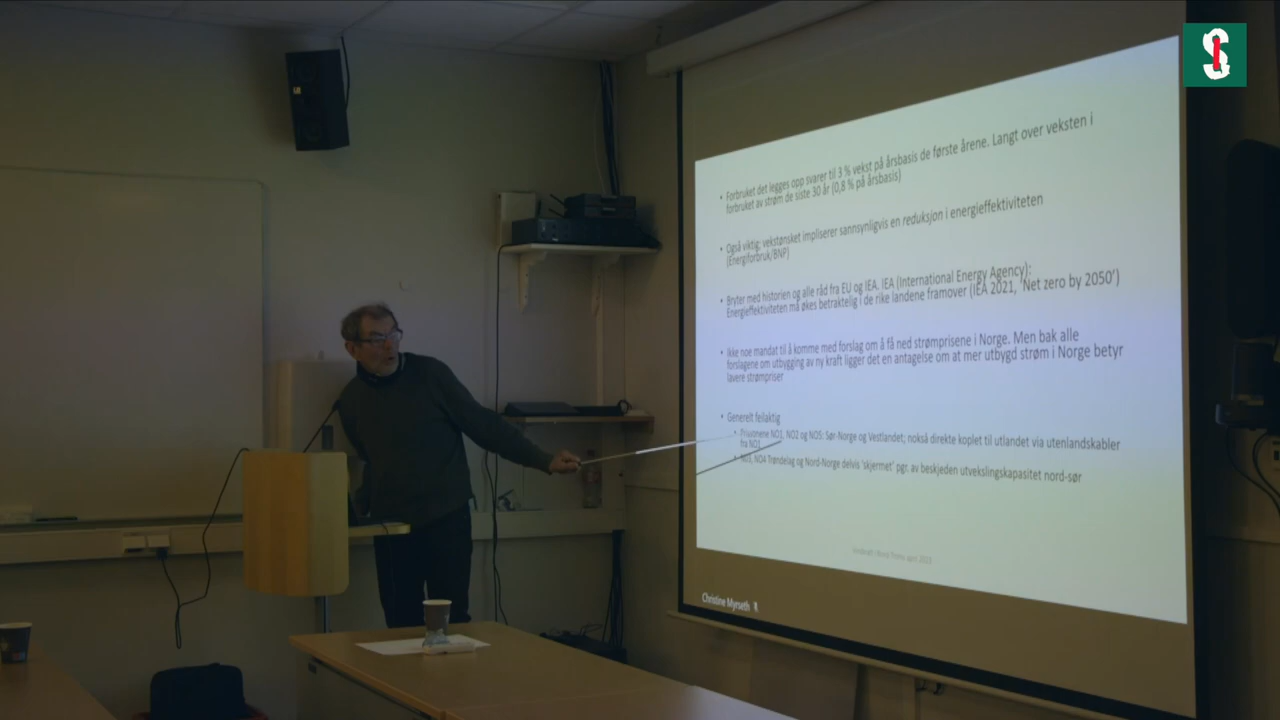 • Forbruket det legges opp svarer til 3 % vekst på årsbasis de første årene. Langt over veksten i
forbruket av strøm de siste 30 år (0,8 % på årsbasis)
• Også viktig; vekstønsket impliserer sannsynligvis en reduksjon i energieffektiviteten
(Energiforbruk/BNP)
• Bryter med historien og alle råd fra EU og IEA. IEA (International Energy Agency):
Energieffektiviteten må økes betraktelig i de rike landene framover (IEA 2021, 'Net zero by 2050')
• Ikke noe mandat til å komme med forslag om å få ned strømprisene i Norge. Men bak alle
forslagene om utbygging av ny kraft ligger det en antagelse om at mer utbygd strøm i Norge betyr
lavere strømpriser
• Generelt feilaktig
• Prissonene NO1, NO2 og NO5: Sør-Norge og Vestlandet; nokså direkte koplet til utlandet via utenlandskabler
fra NO1
• NO3, NO4 Trøndelag og Nord-Norge delvis 'skjermet' pgr. av beskjeden utvekslingskapasitet nord-sør
Christine Myrseth